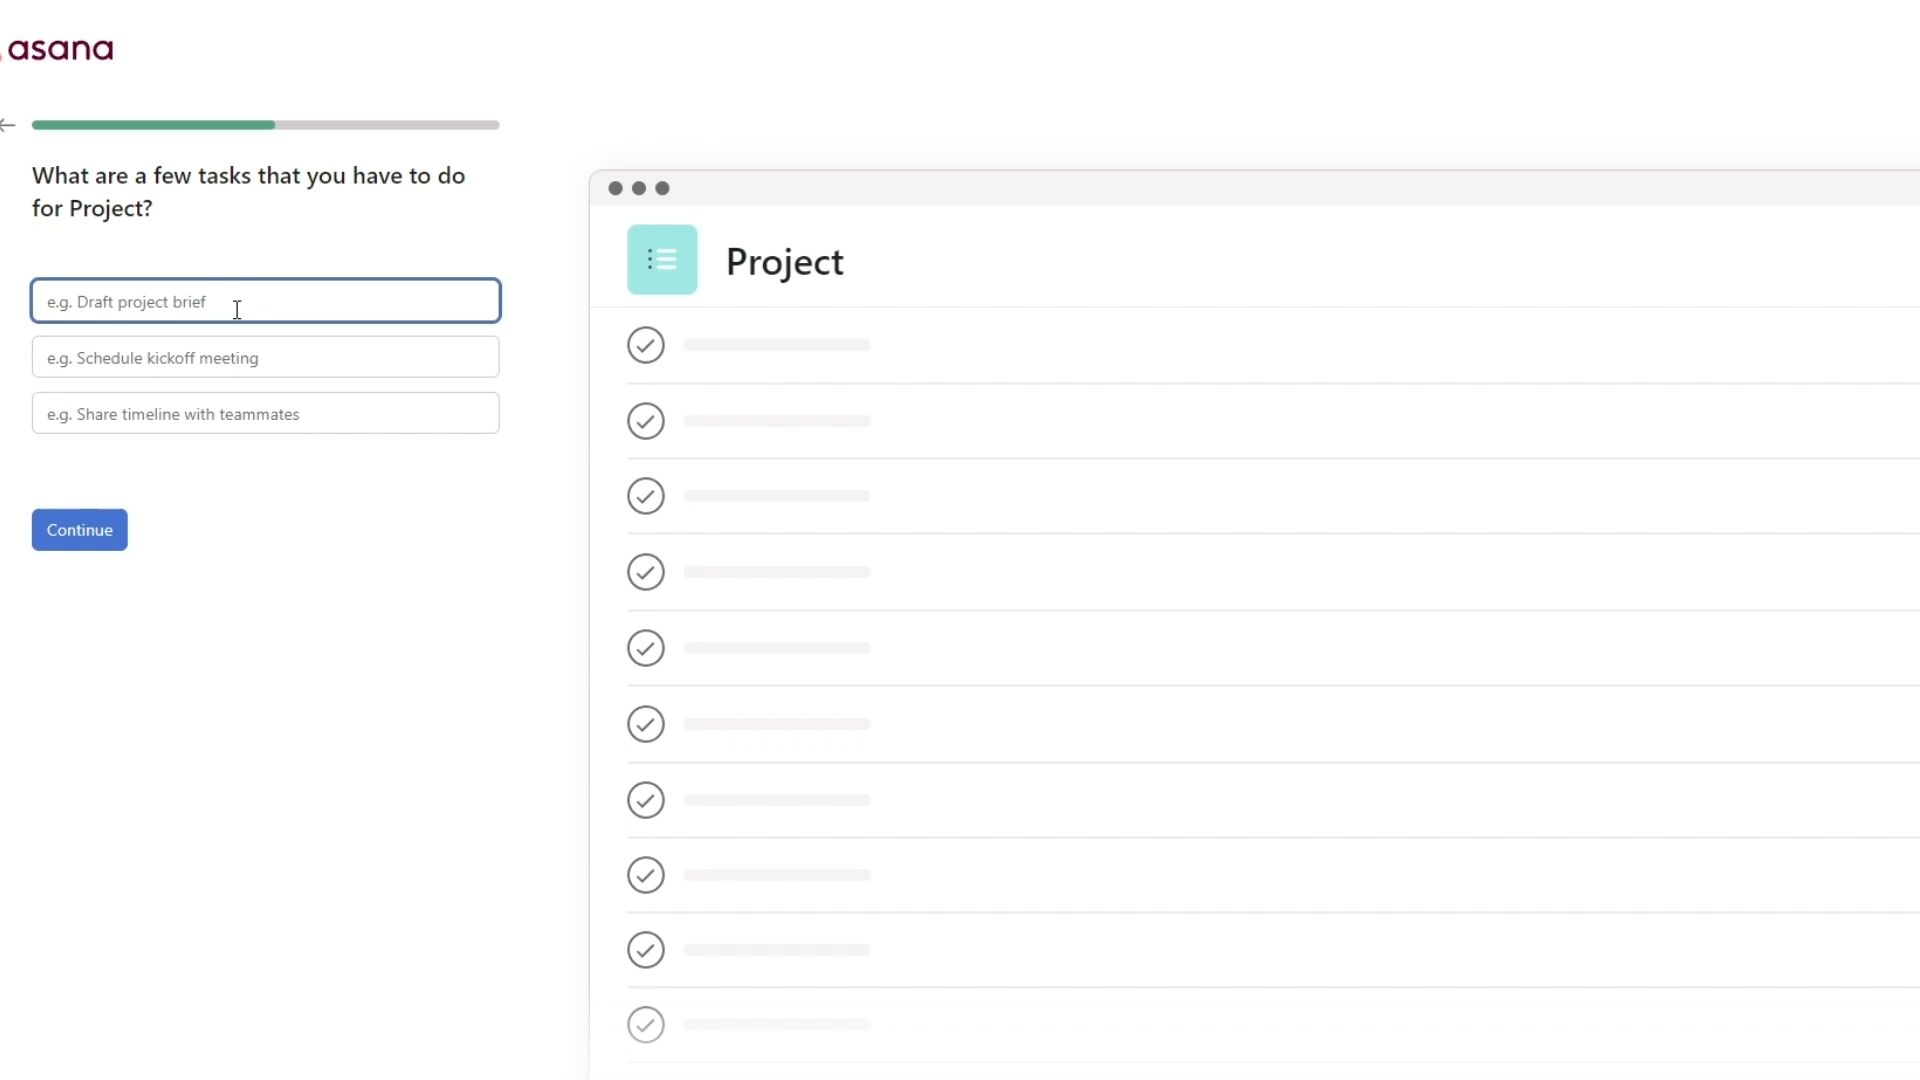 asana
What are a few tasks that you have to do
for Project?
e.g. Draft project brief
e.g. Schedule kickoff meeting
e.g. Share timeline with teammates
Continue
Project